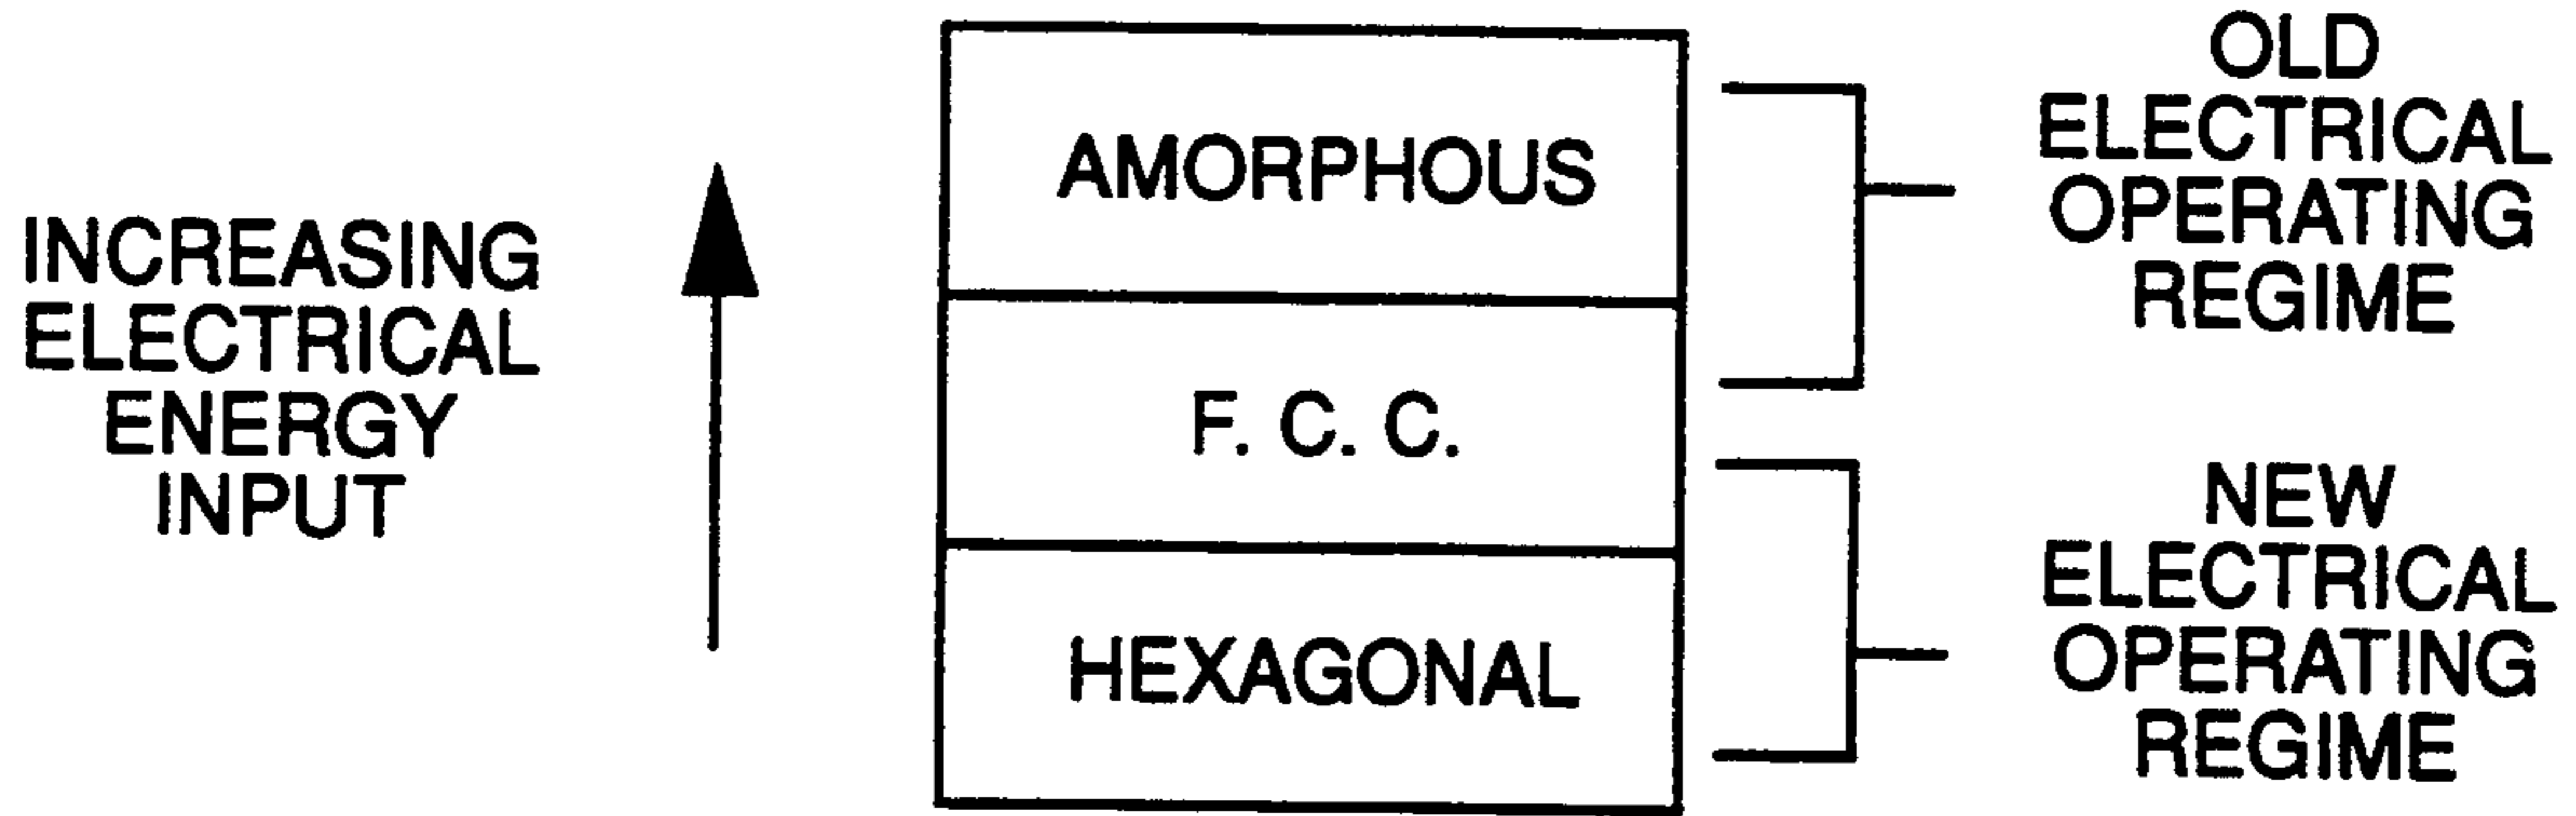 INCREASING
ELECTRICAL
ENERGY
INPUT
AMORPHOUS
F. C. C.
HEXAGONAL
OLD
ELECTRICAL
OPERATING
REGIME
NEW
ELECTRICAL
OPERATING
REGIME